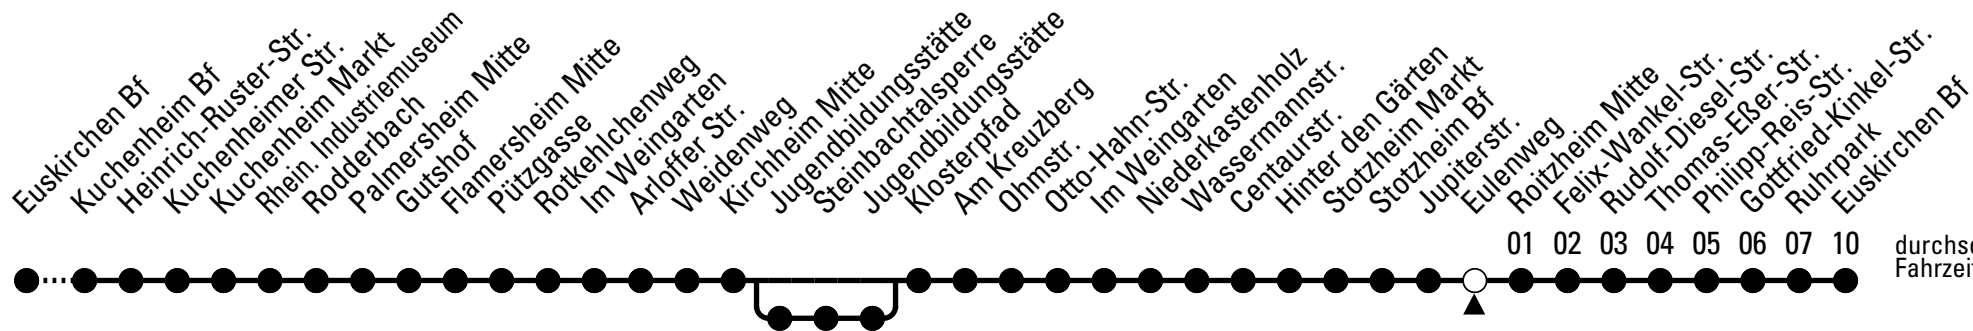 Euskirchen Bf
Kuchenheim Bf
Heinrich-Ruster-Str.
Kuchenheimer Str.
Kuchenheim Markt
Rhein. Industriemuseum
Rodderbach
Palmersheim Mitte
Gutshof
Flamersheim Mitte
Pützgasse
Rotkehlchenweg
Im Weingarten
Arloffer Str.
Weidenweg
Kirchheim Mitte
Jugendbildungsstätte
Steinbachtalsperre
Jugendbildungsstätte
Klosterpfad
Am Kreuzberg
Ohmstr.
Otto-Hahn-Str.
Im Weingarten
Niederkastenholz
Wassermannstr.
Centaurstr.
Hinter den Gärten
Stotzheim Markt
Stotzheim Bf
Jupiterstr.
Eulenweg
Roitzheim Mitte
Felix-Wankel-Str.
Rudolf-Diesel-Str.
Thomas-Eßer-Str.
Philipp-Reis-Str.
Gottfried-Kinkel-Str.
Ruhrpark
Euskirchen Bf
01 02 03 04 05 06 07 10
Fahrzei